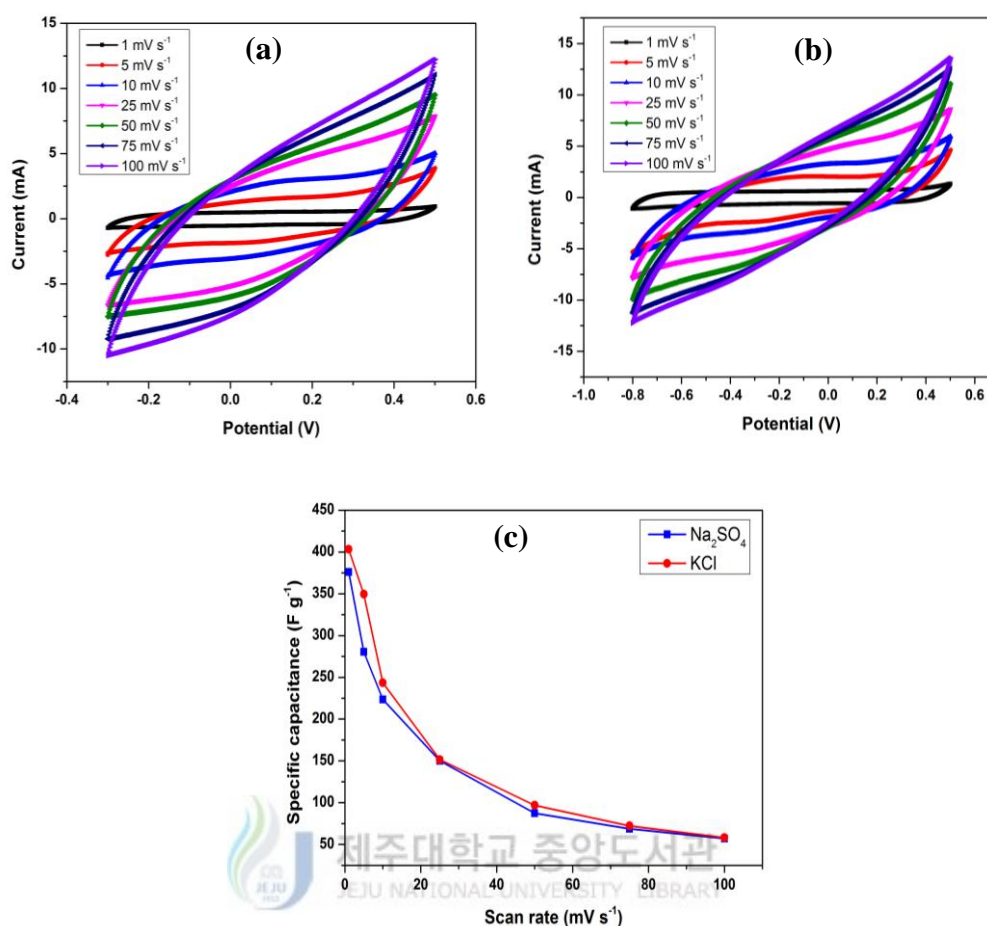 (a)
1 mV s⁻¹
5 mV s⁻¹
10 mV s⁻¹
25 mV s⁻¹
50 mV s⁻¹
75 mV s⁻¹
100 mV s⁻¹
15
10
5
0
-5
-10
Current (mA)
-0.4 -0.2 0.0 0.2 0.4 0.6
Potential (V)
(b)
1 mV s⁻¹
5 mV s⁻¹
10 mV s⁻¹
25 mV s⁻¹
50 mV s⁻¹
75 mV s⁻¹
100 mV s⁻¹
15
10
5
0
-5
-10
-15
Current (mA)
-1.0 -0.8 -0.6 -0.4 -0.2 0.0 0.2 0.4 0.6
Potential (V)
(c)
Na₂SO₄
KCl
450
400
350
300
250
200
150
100
50
Specific capacitance (F g⁻¹)
0 20 40 60 80 100
Scan rate (mV s⁻¹)
제주대학교 중앙도서관
JEJU NATIONAL UNIVERSITY LIBRARY
JEJU
1952